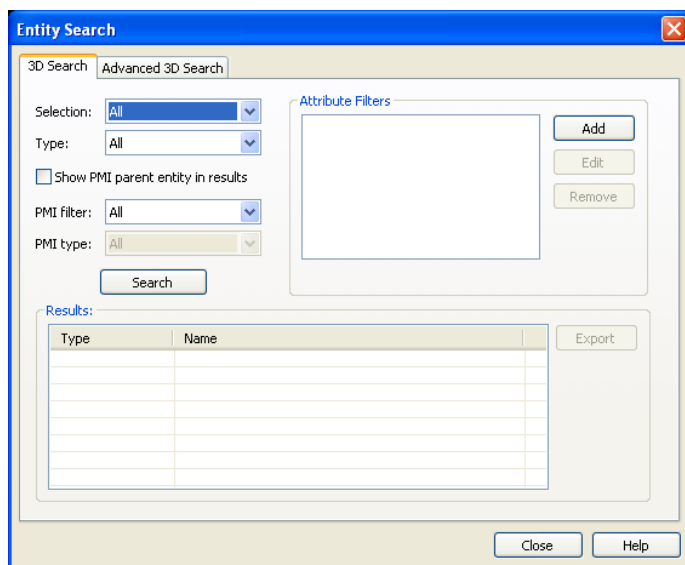 Entity Search
3D Search
Advanced 3D Search
Selection: All
Type: All
Show PMI parent entity in results
PMI filter: All
PMI type: All
Search
Attribute Filters
Add
Edit
Remove
Results:
Type Name
Export
Close Help